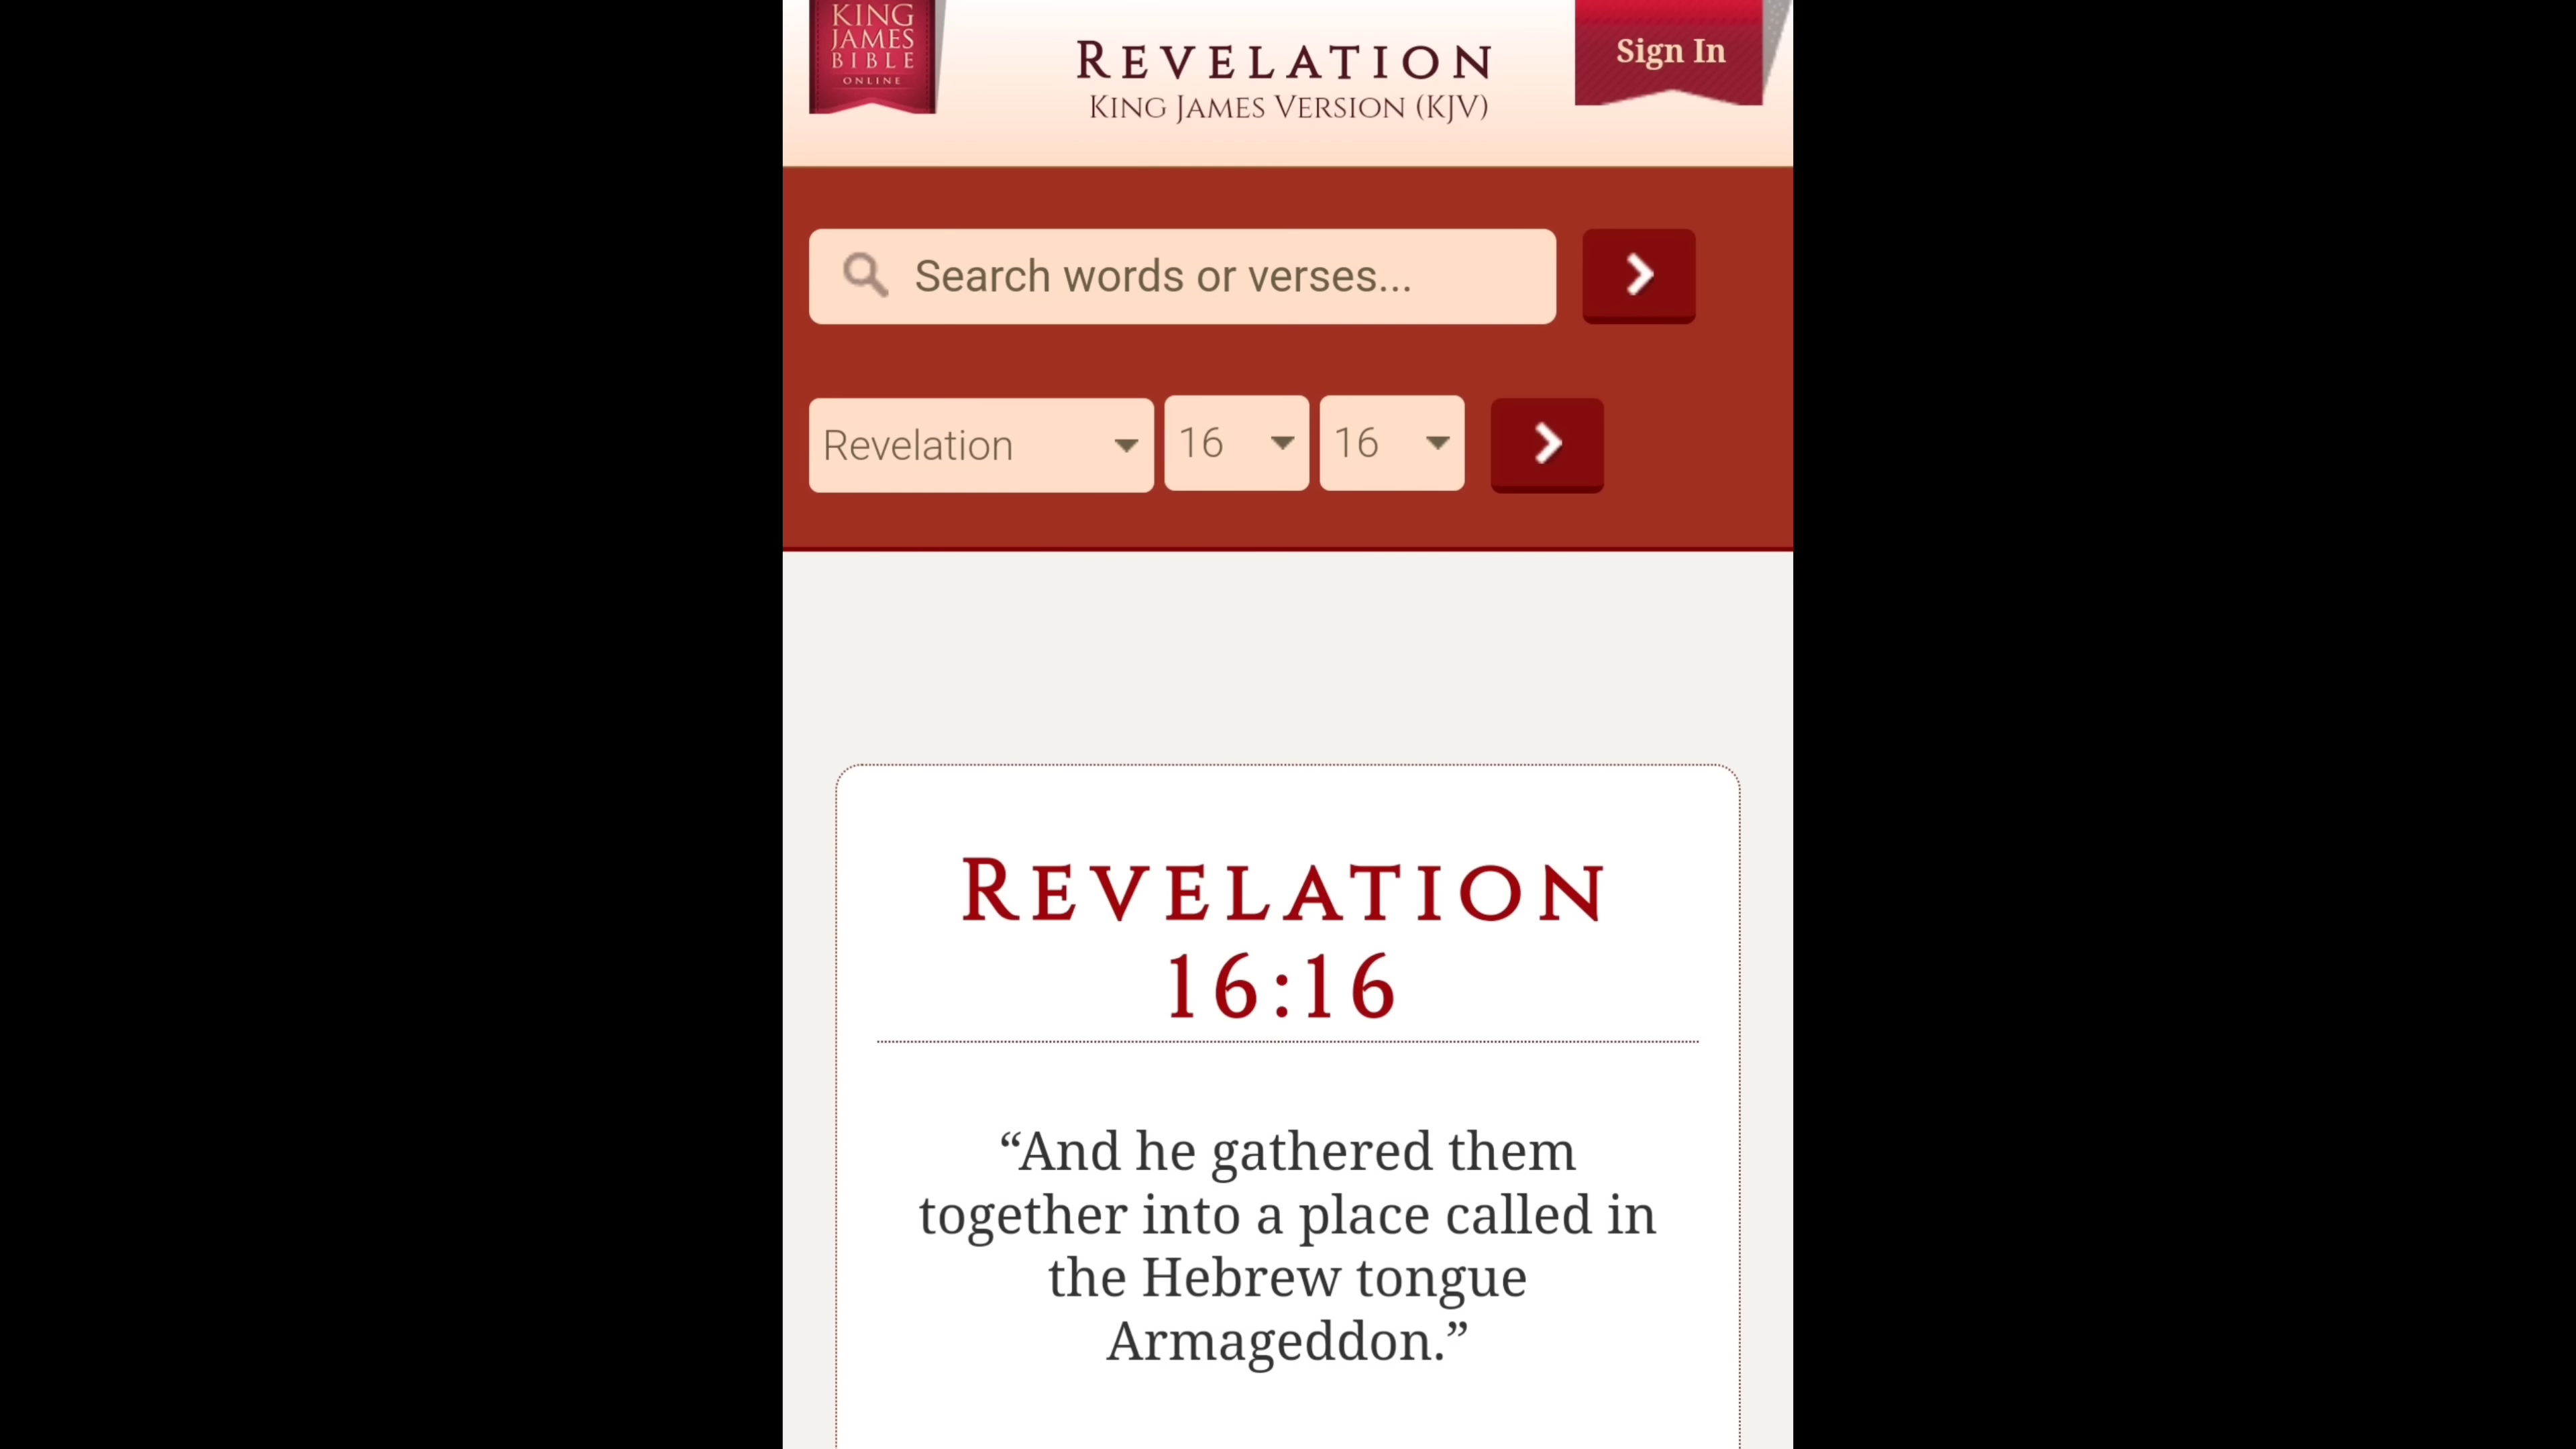 KING
JAMES
BIBLE
ONLINE
REVELATION
KING JAMES VERSION (KJV)
Sign In
Search words or verses...
Revelation 16 16
REVELATION
16:16
“And he gathered them
together into a place called in
the Hebrew tongue
Armageddon.”